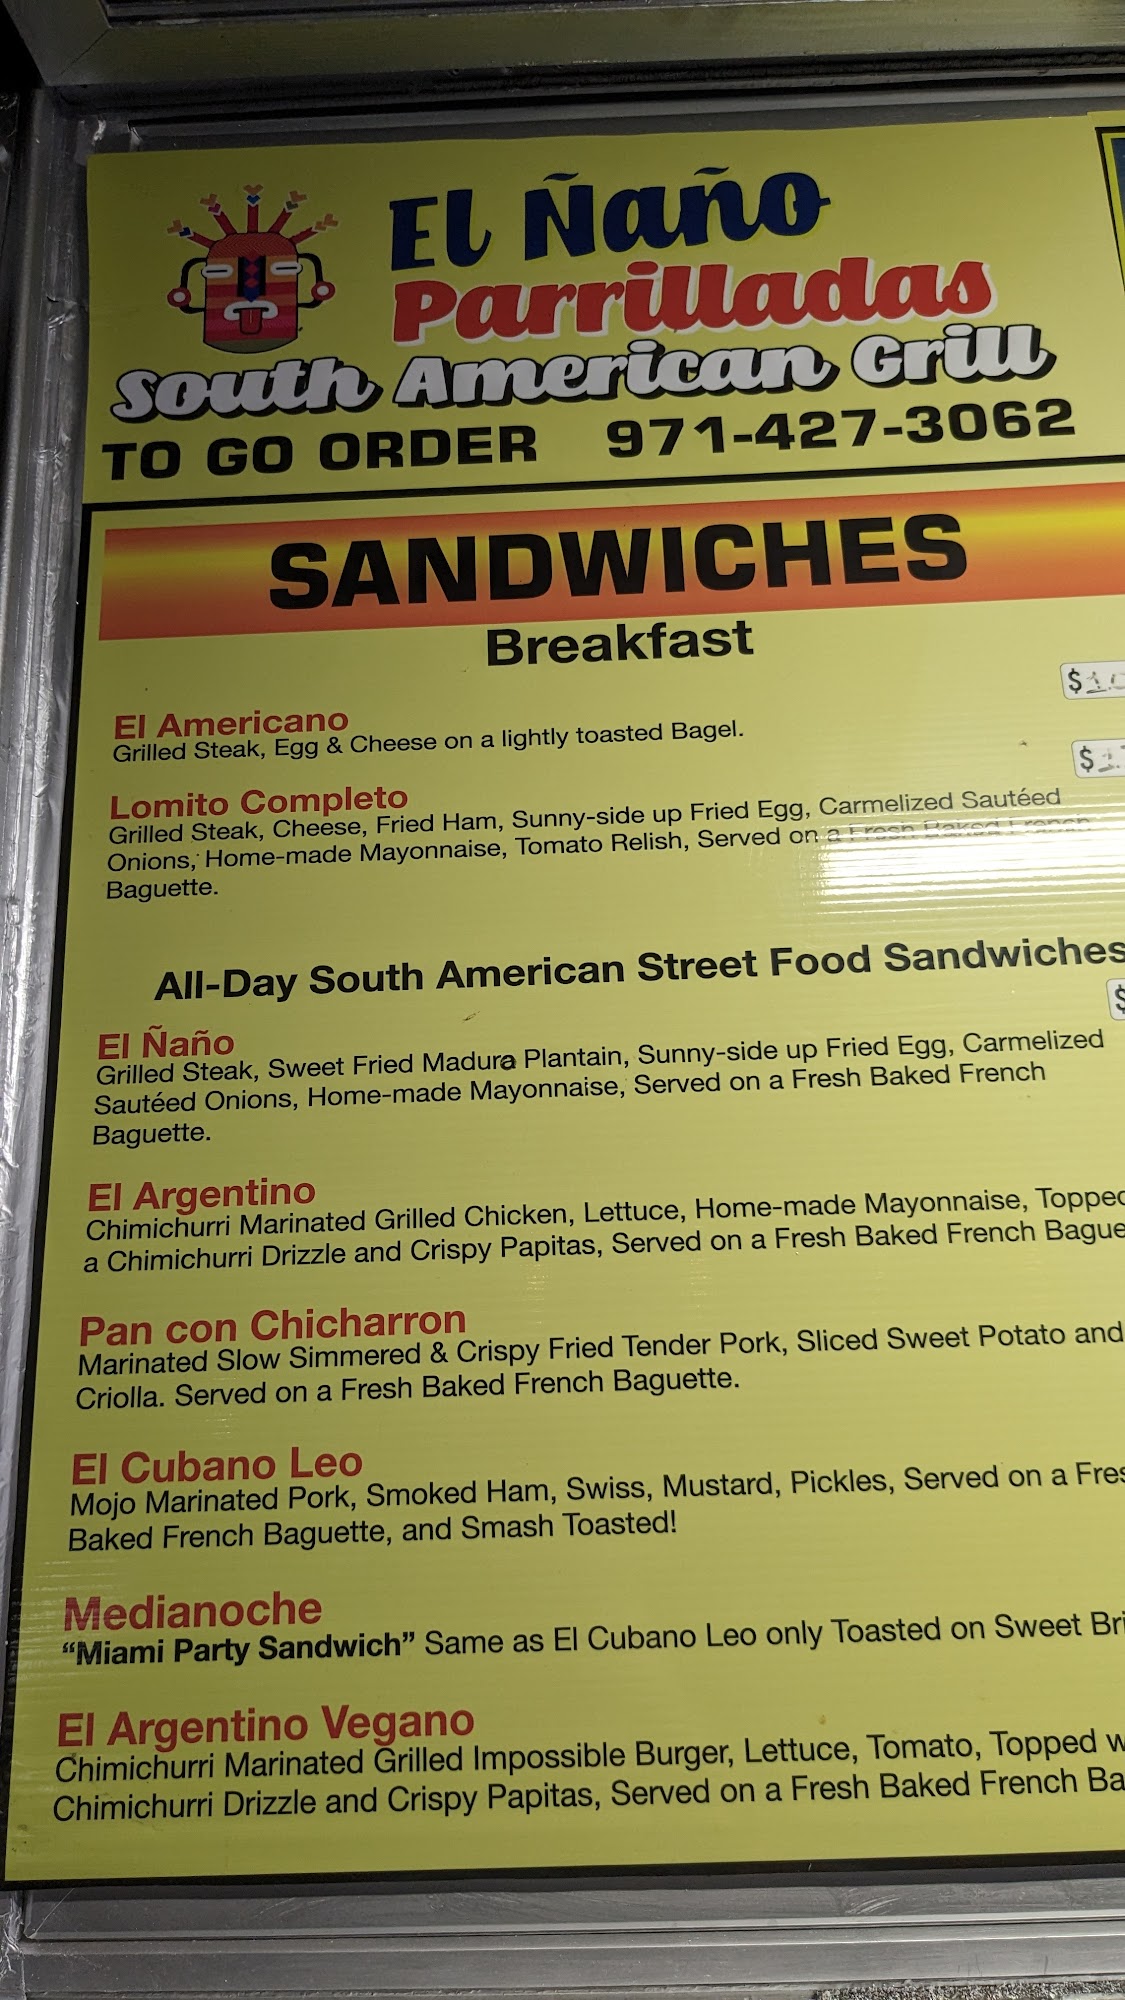 El Ñaño
Parrilladas
South American Grill
TO GO ORDER 971-427-3062
SANDWICHES
Breakfast
El Americano
Grilled Steak, Egg & Cheese on a lightly toasted Bagel.
Lomito Completo
Grilled Steak, Cheese, Fried Ham, Sunny-side up Fried Egg, Carmelized Sautéed
Onions, Home-made Mayonnaise, Tomato Relish, Served on a Fresh Baked French
Baguette.
All-Day South American Street Food Sandwiches
El Ñaño
Grilled Steak, Sweet Fried Madura Plantain, Sunny-side up Fried Egg, Carmelized
Sautéed Onions, Home-made Mayonnaise, Served on a Fresh Baked French
Baguette.
El Argentino
Chimichurri Marinated Grilled Chicken, Lettuce, Home-made Mayonnaise, Topped
a Chimichurri Drizzle and Crispy Papitas, Served on a Fresh Baked French Bague
Pan con Chicharron
Marinated Slow Simmered & Crispy Fried Tender Pork, Sliced Sweet Potato and
Criolla. Served on a Fresh Baked French Baguette.
El Cubano Leo
Mojo Marinated Pork, Smoked Ham, Swiss, Mustard, Pickles, Served on a Fres
Baked French Baguette, and Smash Toasted!
Medianoche
“Miami Party Sandwich” Same as El Cubano Leo only Toasted on Sweet Bri
El Argentino Vegano
Chimichurri Marinated Grilled Impossible Burger, Lettuce, Tomato, Topped w
Chimichurri Drizzle and Crispy Papitas, Served on a Fresh Baked French Ba